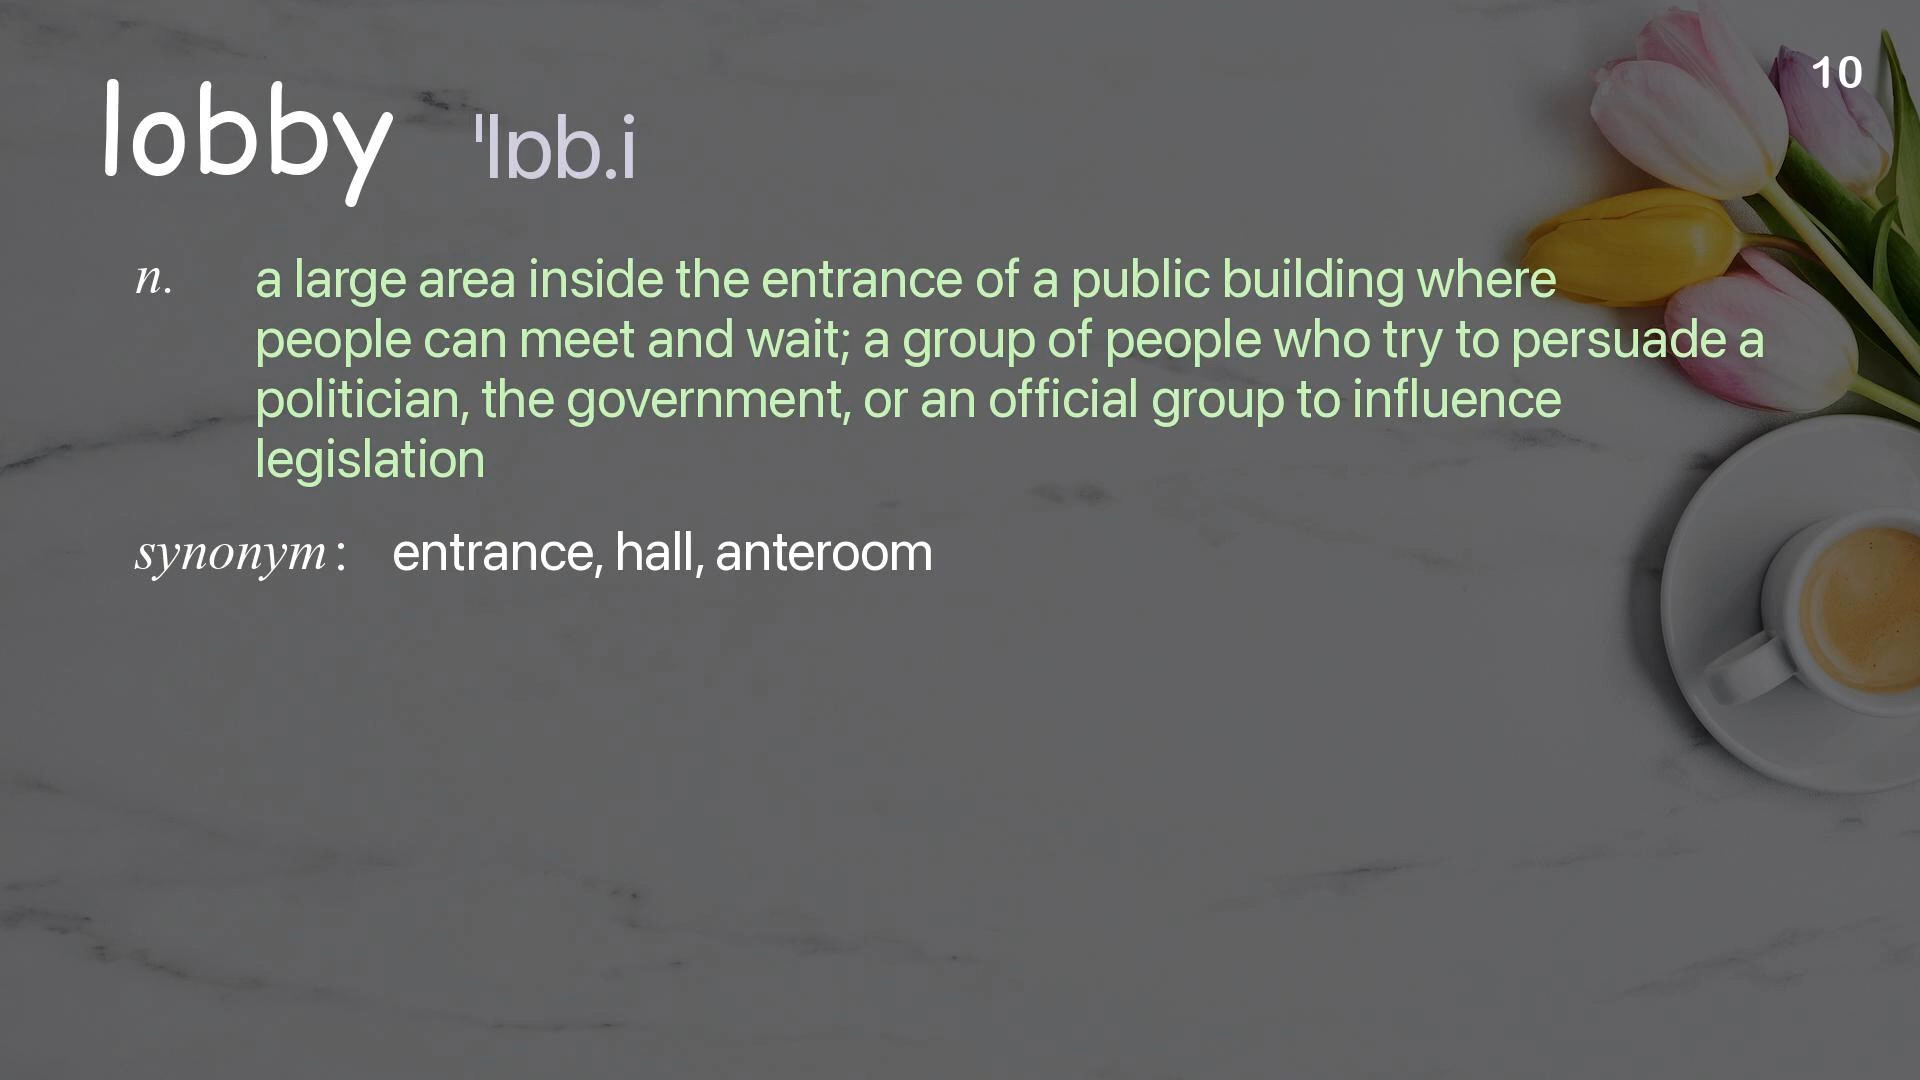 10
lobby ˈlɒb.i
n. a large area inside the entrance of a public building where
people can meet and wait; a group of people who try to persuade a
politician, the government, or an official group to influence
legislation
synonym : entrance, hall, anteroom